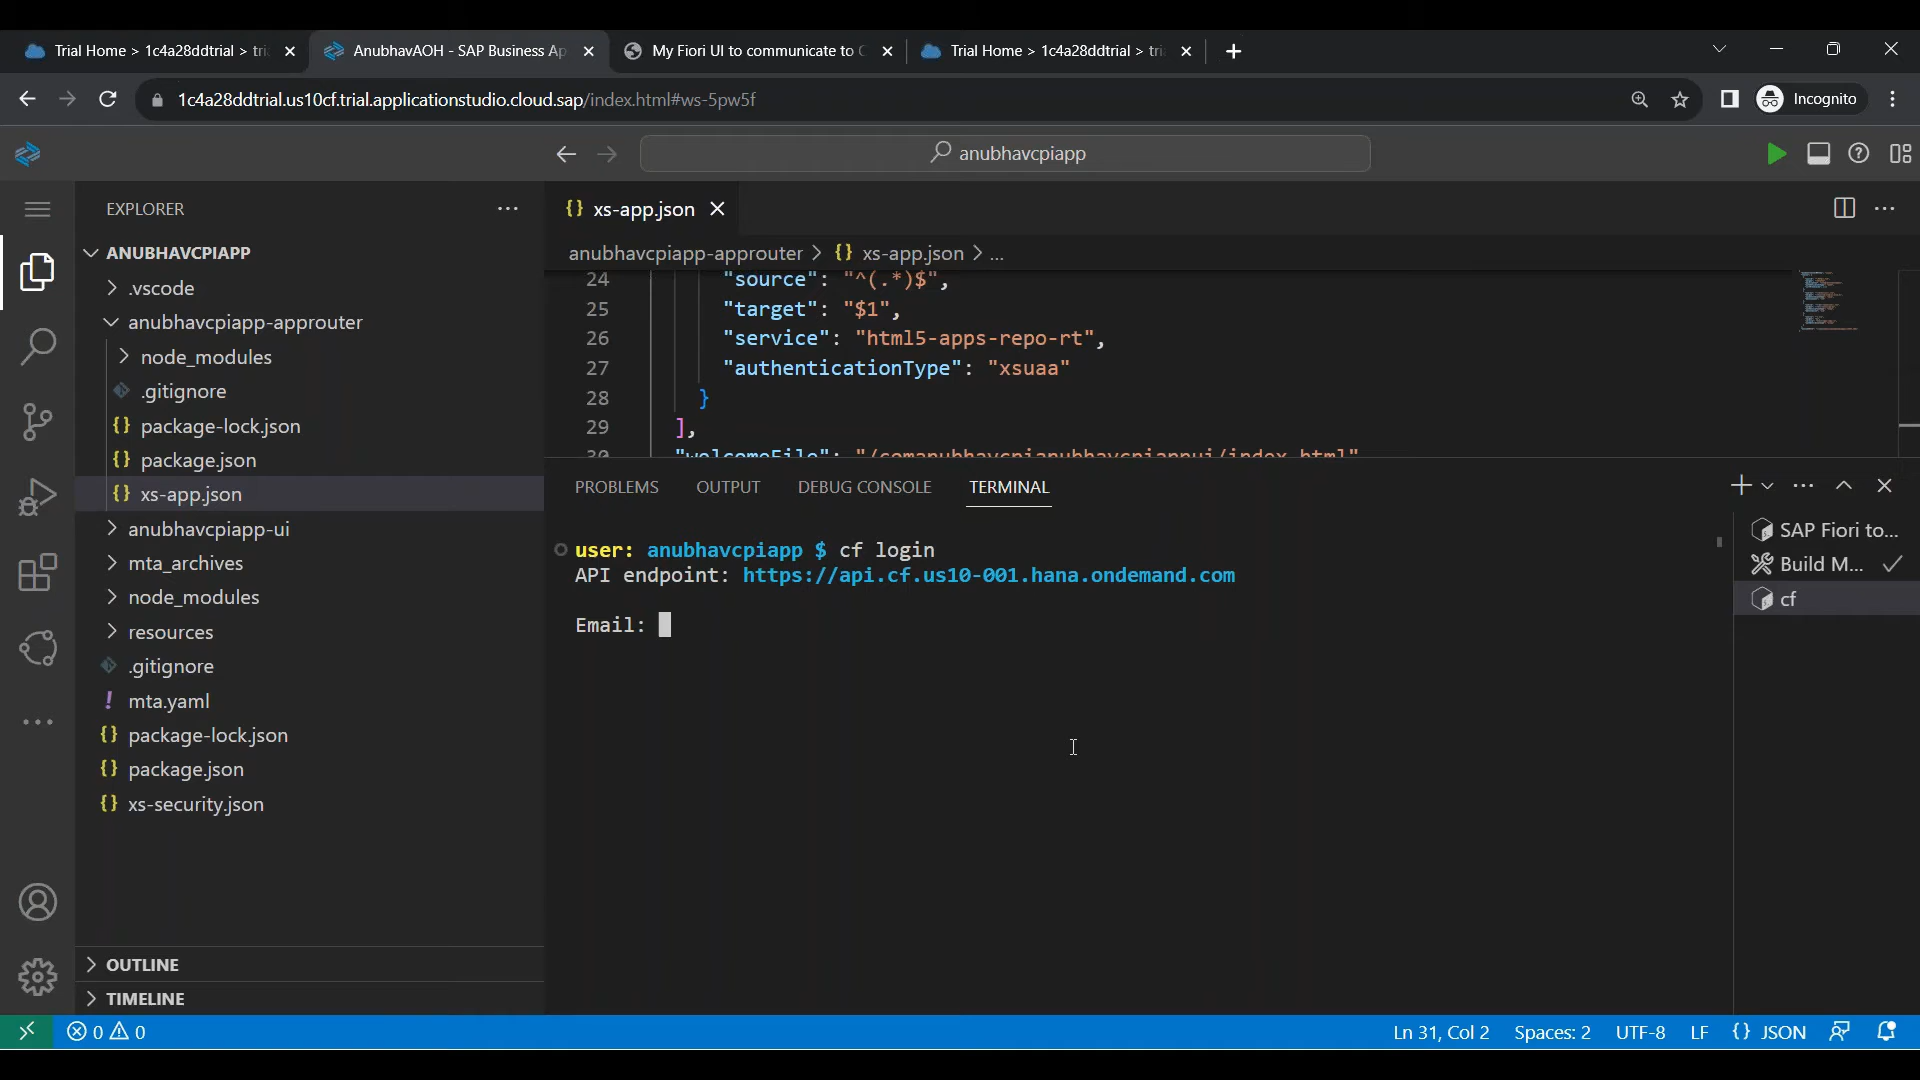 Trial Home > 1c4a28ddtrial > tri
AnubhavAOH - SAP Business Ap
My Fiori UI to communicate to C
Trial Home > 1c4a28ddtrial > tri
1c4a28ddtrial.us10cf.trial.applicationstudio.cloud.sap/index.html#ws-5pw5f
Incognito
anubhavcpiapp
EXPLORER
ANUBHAVCPIAPP
.vscode
anubhavcpiapp-approuter
node_modules
.gitignore
package-lock.json
package.json
xs-app.json
anubhavcpiapp-ui
mta_archives
node_modules
resources
.gitignore
mta.yaml
package-lock.json
package.json
xs-security.json
OUTLINE
TIMELINE
xs-app.json
anubhavcpiapp-approuter > {} xs-app.json > ...
24 "source": "^(.*)$",
25 "target": "$1",
26 "service": "html5-apps-repo-rt",
27 "authenticationType": "xsuaa"
28 }
29 ],
30 "welcomeFile": "/comanubhavcpianubhavcpiappui/index.html"
PROBLEMS OUTPUT DEBUG CONSOLE TERMINAL
user: anubhavcpiapp $ cf login
API endpoint: https://api.cf.us10-001.hana.ondemand.com
Email:
SAP Fiori to...
Build M...
cf
0 0
Ln 31, Col 2 Spaces: 2 UTF-8 LF {} JSON